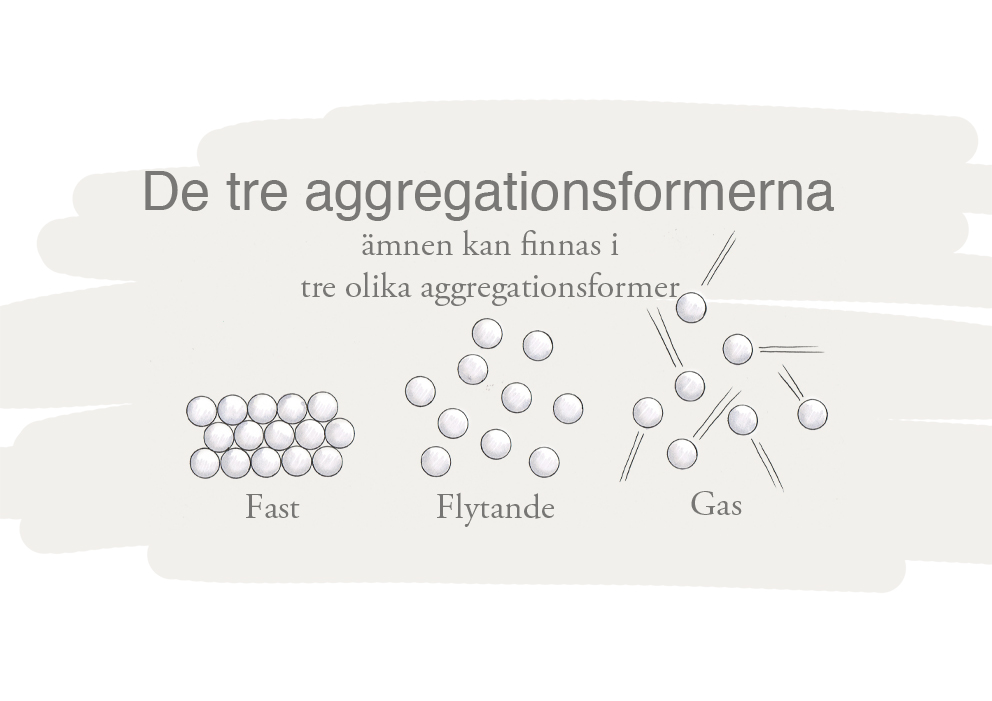 De tre aggregationsformerna
ämnen kan finnas i
tre olika aggregationsformer
Fast
Flytande
Gas